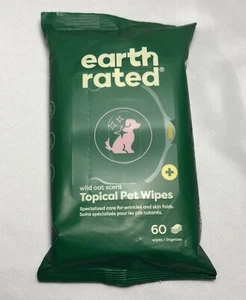 earth
rated®
wild oat scent
Topical Pet Wipes
Specialized care for wrinkles and skin folds.
Soins spécialisés pour les plis cutanés.
60
wipes / lingettes